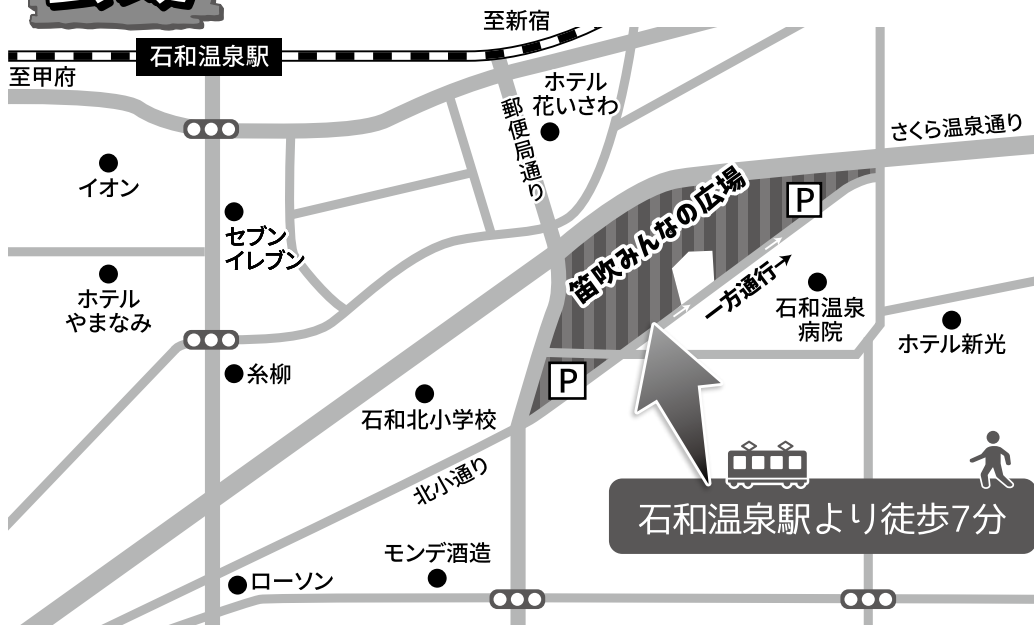 至新宿
石和温泉駅
至甲府
ホテル
花いさわ
郵便局通り
さくら温泉通り
イオン
セブン
イレブン
笛吹みんなの広場
P
一方通行→
石和温泉
病院
ホテル
やまなみ
ホテル新光
糸柳
P
石和北小学校
北小通り
石和温泉駅より徒歩7分
モンデ酒造
ローソン